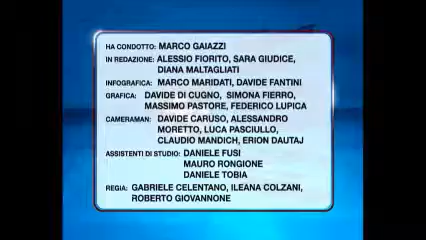 HA CONDOTTO: MARCO GAIAZZI
IN REDAZIONE: ALESSIO FIORITO, SARA GIUDICE,
DIANA MALTAGLIATI
INFOGRAFICA: MARCO MARIDATI, DAVIDE FANTINI
GRAFICA: DAVIDE DI CUGNO, SIMONA FIERRO,
MASSIMO PASTORE, FEDERICO LUPICA
CAMERAMAN: DAVIDE CARUSO, ALESSANDRO
MORETTO, LUCA PASCIULLO,
CLAUDIO MANDICH, ERION DAUTAJ
ASSISTENTI DI STUDIO: DANIELE FUSI
MAURO RONGIONE
DANIELE TOBIA
REGIA: GABRIELE CELENTANO, ILEANA COLZANI,
ROBERTO GIOVANNONE